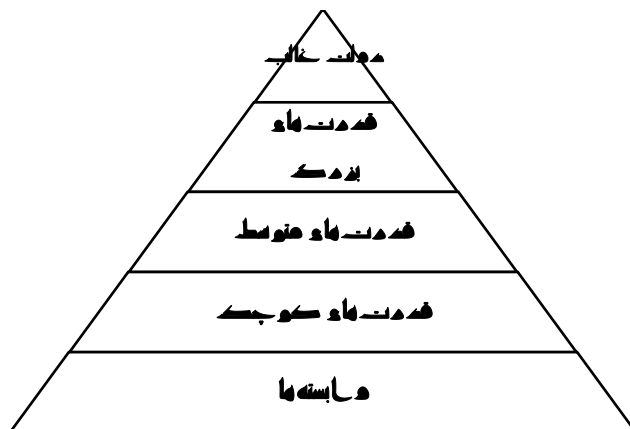 دولت غالب
قدرت‌های
بزرگ
قدرت‌های متوسط
قدرت‌های کوچک
وابسته‌ها